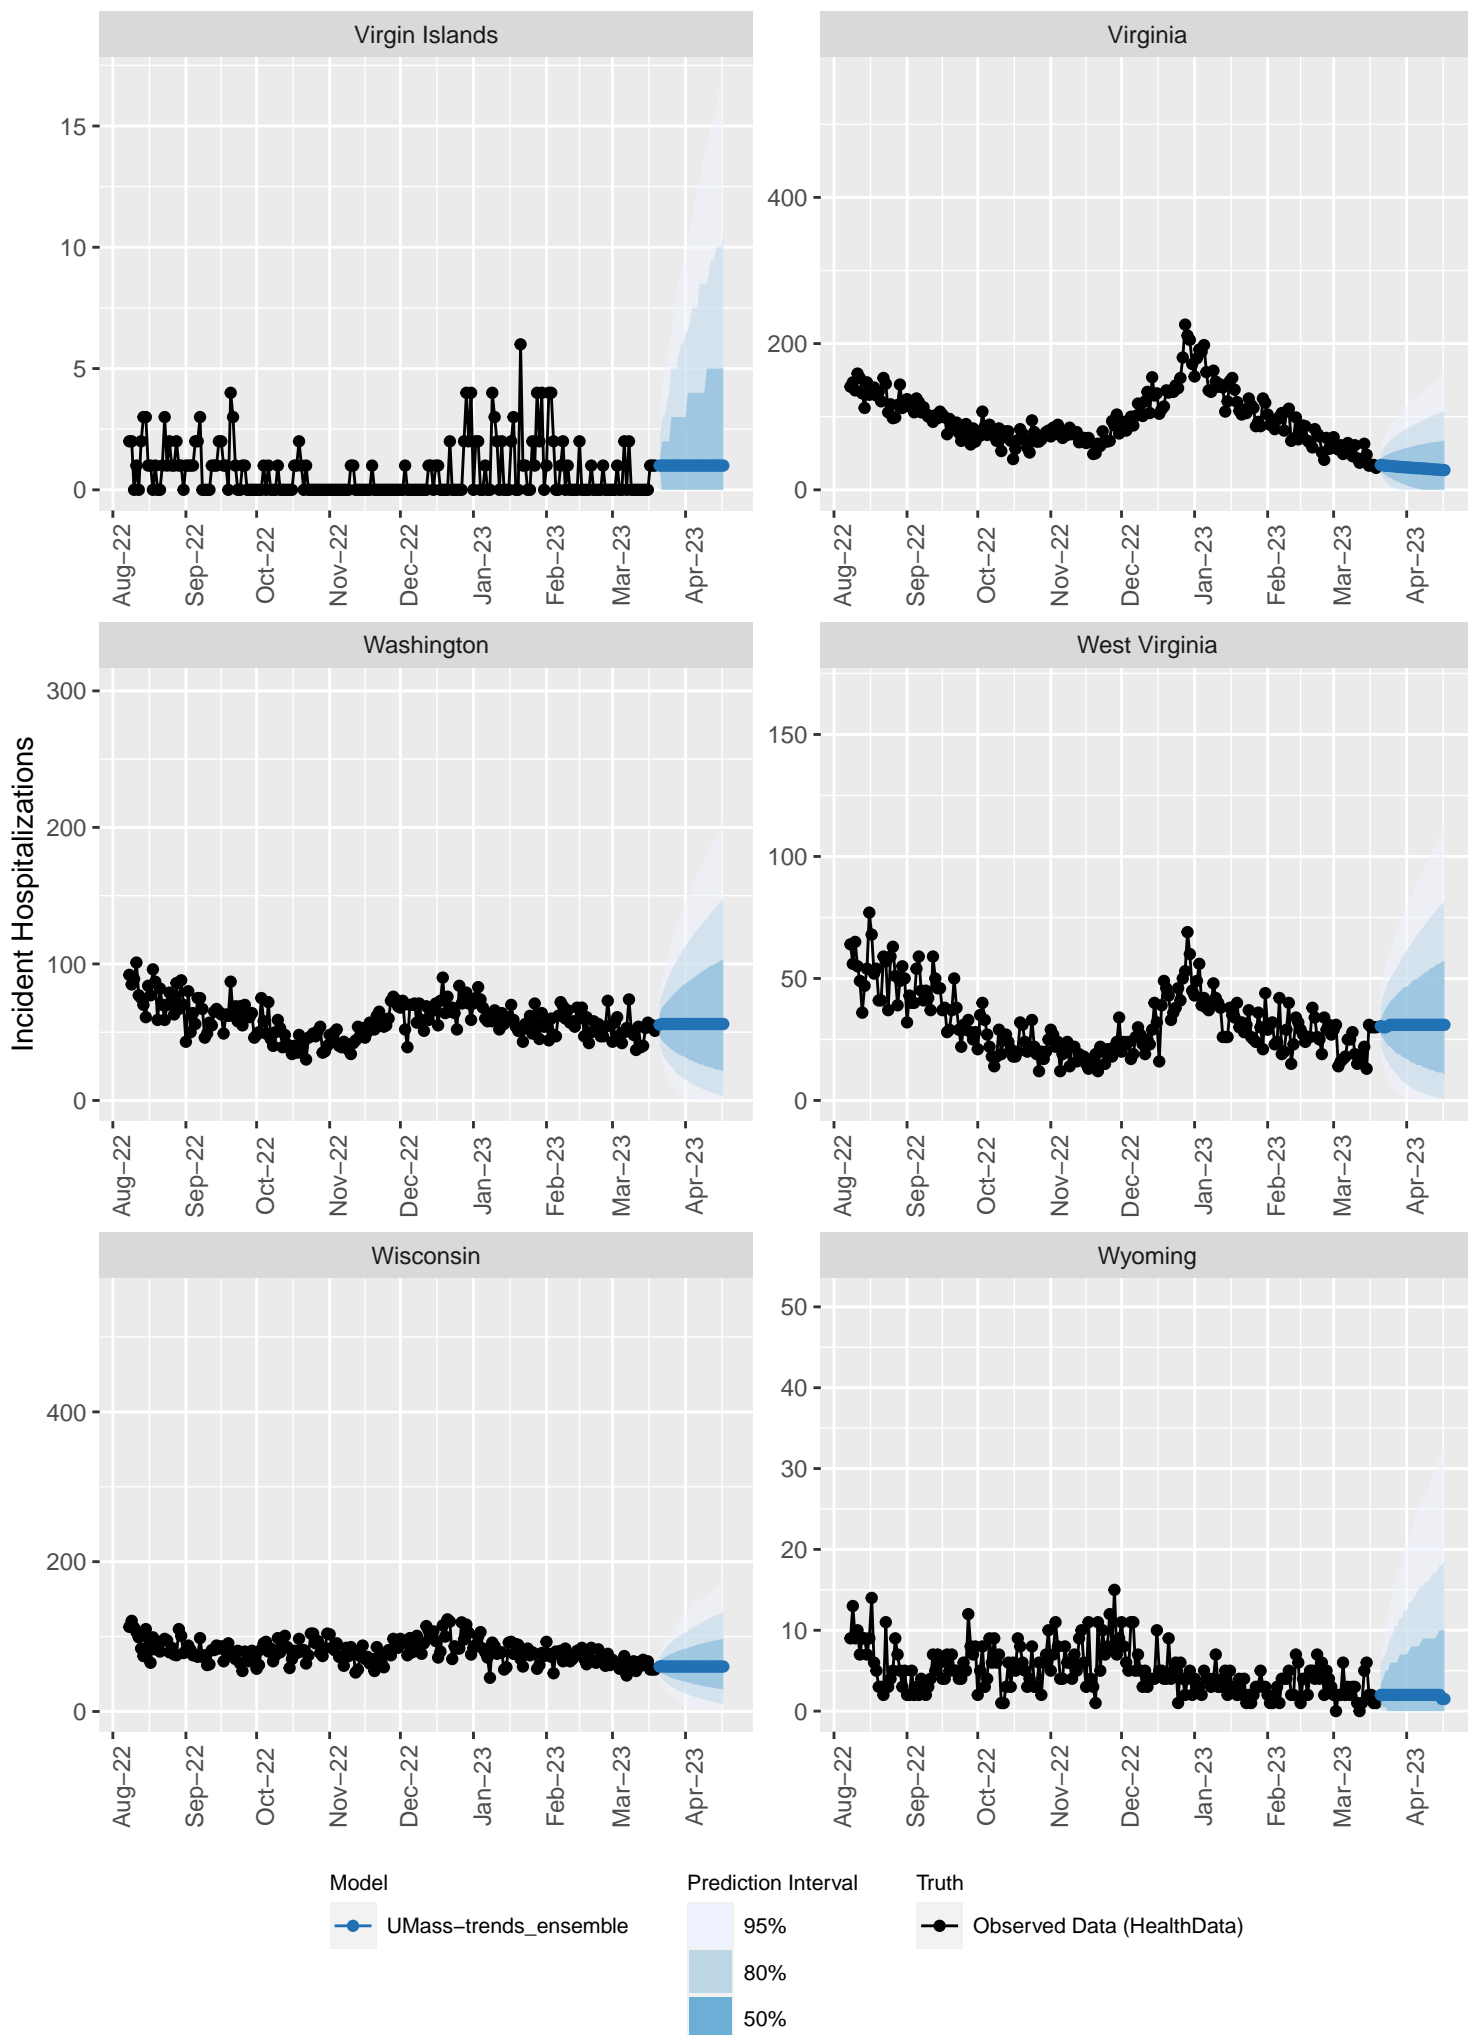 Virgin Islands
Virginia
15
10
5
0
400
200
0
Aug−22
Sep−22
Oct−22
Nov−22
Dec−22
Jan−23
Feb−23
Mar−23
Apr−23
Aug−22
Sep−22
Oct−22
Nov−22
Dec−22
Jan−23
Feb−23
Mar−23
Apr−23
Incident Hospitalizations
Washington
West Virginia
300
200
100
0
150
100
50
0
Aug−22
Sep−22
Oct−22
Nov−22
Dec−22
Jan−23
Feb−23
Mar−23
Apr−23
Aug−22
Sep−22
Oct−22
Nov−22
Dec−22
Jan−23
Feb−23
Mar−23
Apr−23
Wisconsin
Wyoming
400
200
0
50
40
30
20
10
0
Aug−22
Sep−22
Oct−22
Nov−22
Dec−22
Jan−23
Feb−23
Mar−23
Apr−23
Aug−22
Sep−22
Oct−22
Nov−22
Dec−22
Jan−23
Feb−23
Mar−23
Apr−23
Model
UMass−trends_ensemble
Prediction Interval
95%
80%
50%
Truth
Observed Data (HealthData)